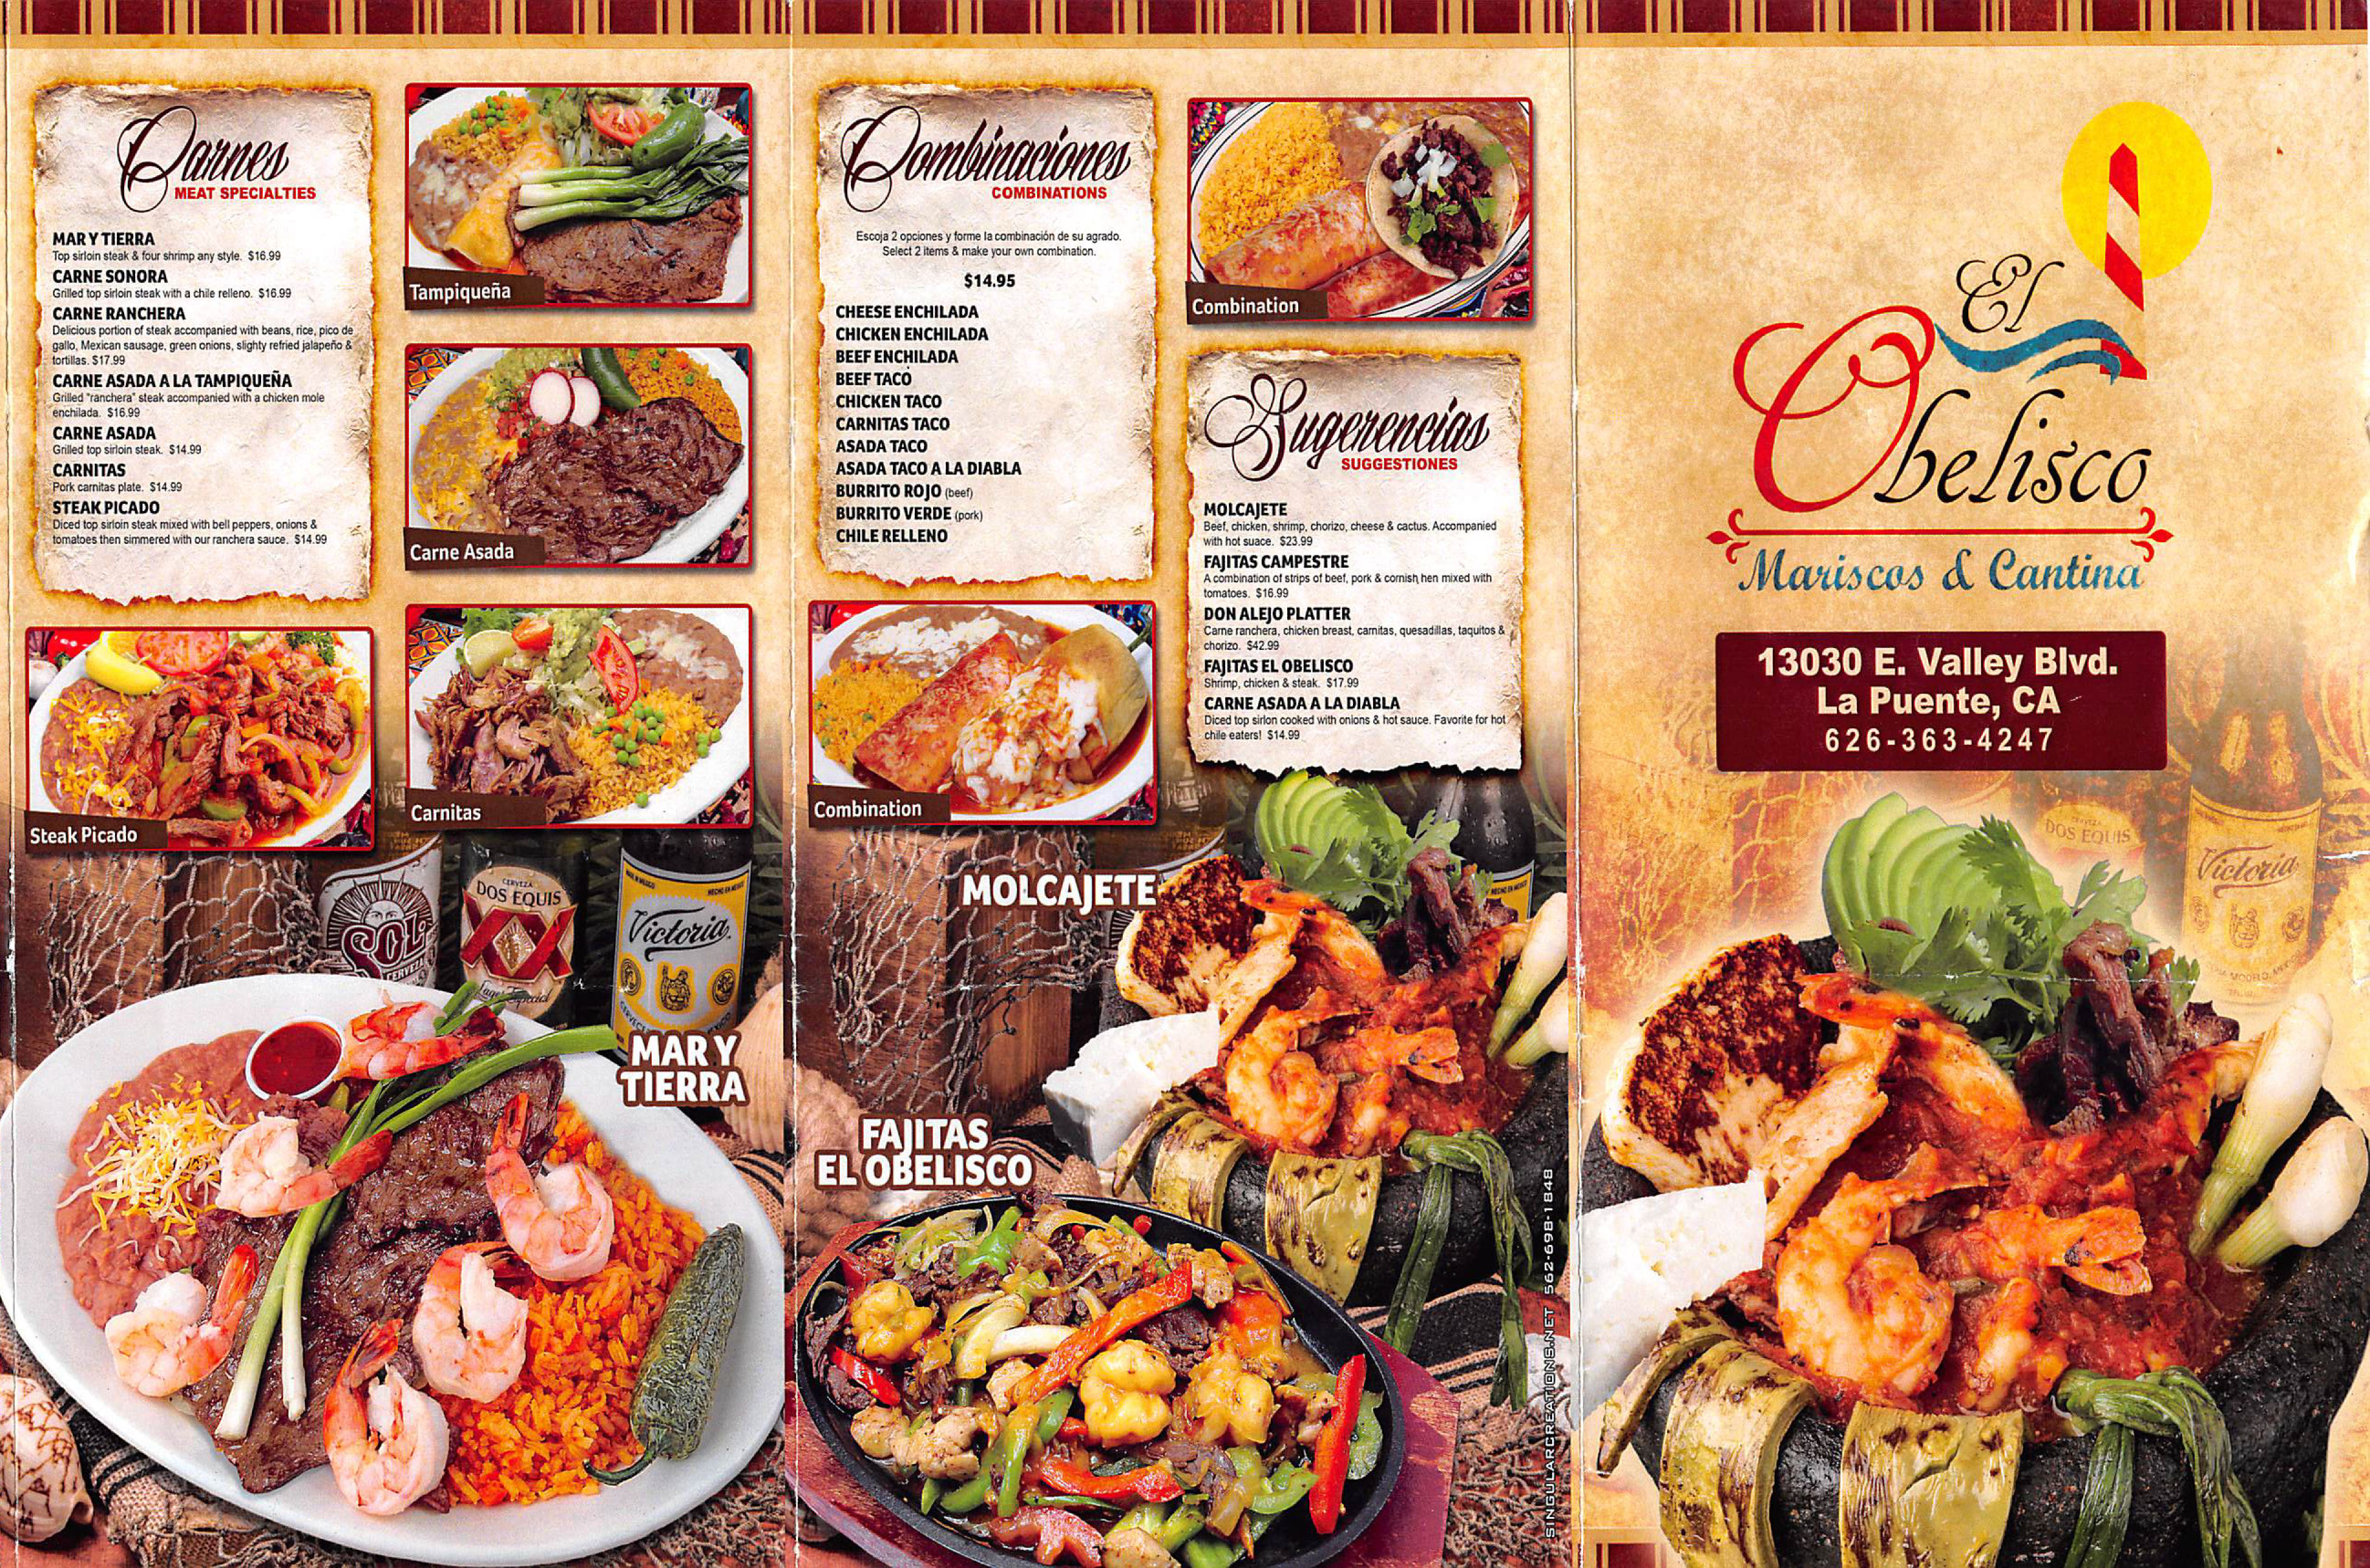 Carnes
MEAT SPECIALTIES
MAR Y TIERRA
Top sirloin steak & four shrimp any style. $16.99
CARNE SONORA
Grilled top sirloin steak with a chile relleno. $16.99
CARNE RANCHERA
Delicious portion of steak accompanied with beans, rice, pico de
gallo, Mexican sausage, green onions, slighty refried jalapeño &
tortillas. $17.99
CARNE ASADA A LA TAMPIQUEÑA
Grilled "ranchera" steak accompanied with a chicken mole
enchilada. $16.99
CARNE ASADA
Grilled top sirloin steak. $14.99
CARNITAS
Pork carnitas plate. $14.99
STEAK PICADO
Diced top sirloin steak mixed with bell peppers, onions &
tomatoes then simmered with our ranchera sauce. $14.99
Tampiqueña
Carne Asada
Carnitas
Steak Picado
SOL
CERVEZA
CERVEZA
DOS EQUIS
XX
Lager Especial
HECHO EN MEXICO
Victoria
MAR Y
TIERRA
Combinaciones
COMBINATIONS
Escoja 2 opciones y forme la combinación de su agrado.
Select 2 items & make your own combination.
$14.95
CHEESE ENCHILADA
CHICKEN ENCHILADA
BEEF ENCHILADA
BEEF TACO
CHICKEN TACO
CARNITAS TACO
ASADA TACO
ASADA TACO A LA DIABLA
BURRITO ROJO (beef)
BURRITO VERDE (pork)
CHILE RELLENO
Combination
Combination
Sugerencias
SUGGESTIONES
MOLCAJETE
Beef, chicken, shrimp, chorizo, cheese & cactus. Accompanied
with hot suace. $23.99
FAJITAS CAMPESTRE
A combination of strips of beef, pork & cornish hen mixed with
tomatoes. $16.99
DON ALEJO PLATTER
Carne ranchera, chicken breast, carnitas, quesadillas, taquitos &
chorizo. $42.99
FAJITAS EL OBELISCO
Shrimp, chicken & steak. $17.99
CARNE ASADA A LA DIABLA
Diced top sirlon cooked with onions & hot sauce. Favorite for hot
chile eaters! $14.99
MOLCAJETE
FAJITAS
EL OBELISCO
SINGULARCREATIONS.NET 562-698-1848
El
Obelisco
Mariscos & Cantina
13030 E. Valley Blvd.
La Puente, CA
626-363-4247
DOS EQUIS
Victoria